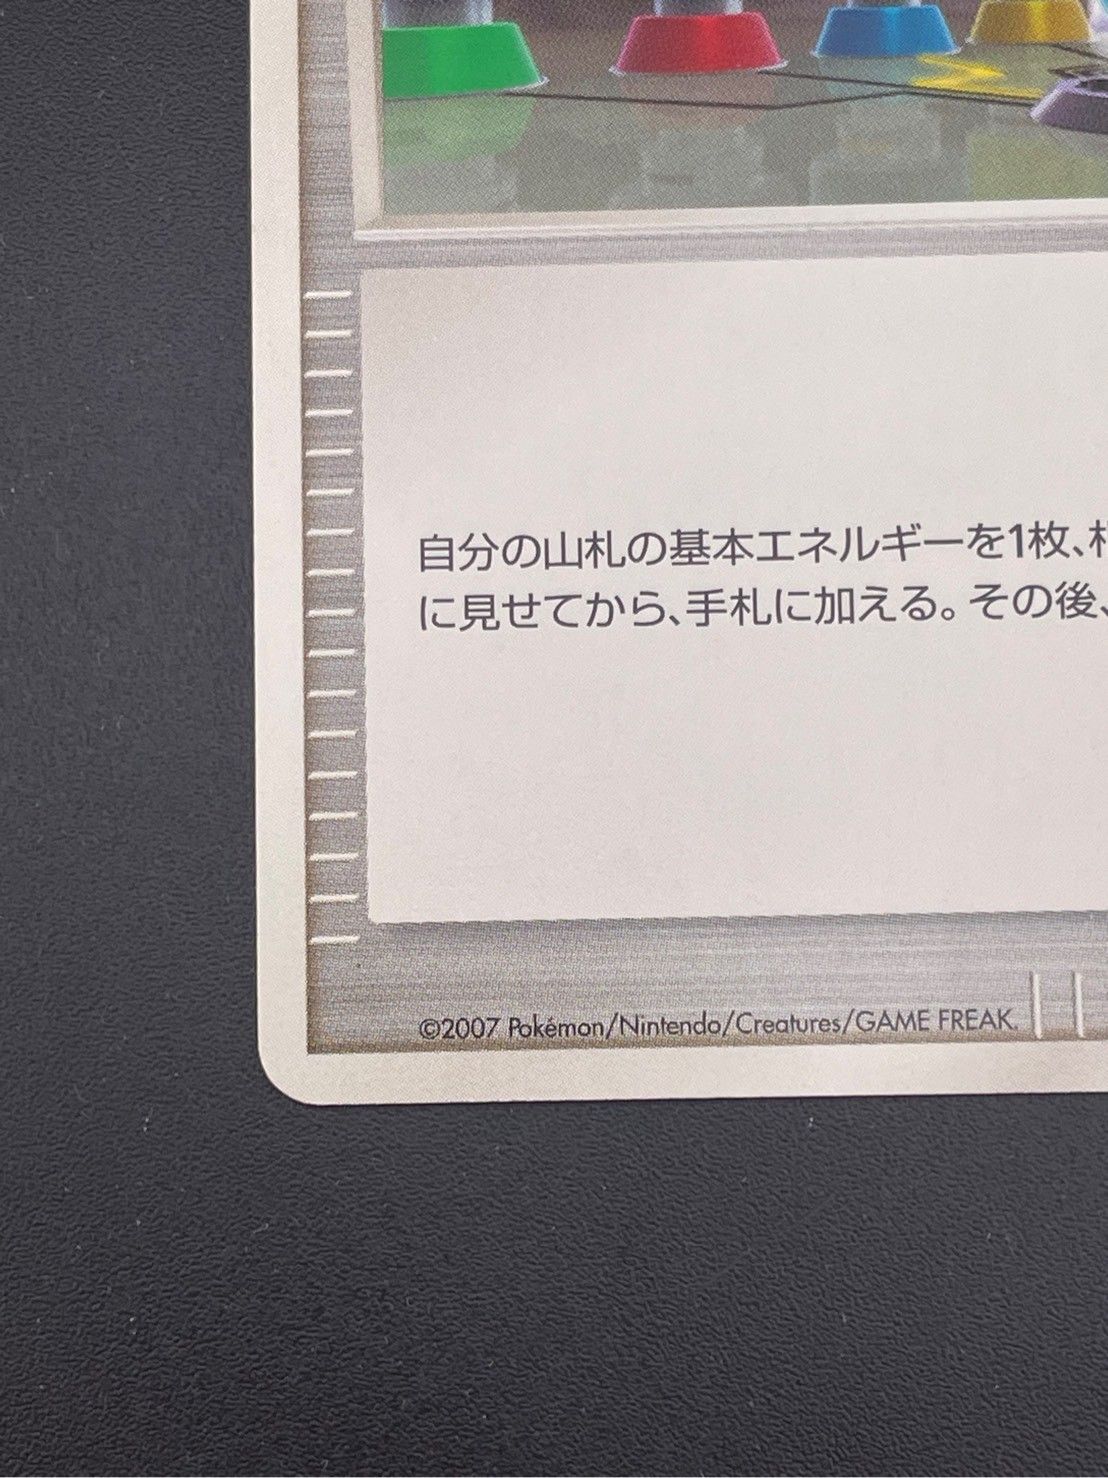 自分の山札の基本エネルギーを1枚、
に見せてから、手札に加える。その後、
©2007 Pokémon/Nintendo/Creatures/GAME FREAK.